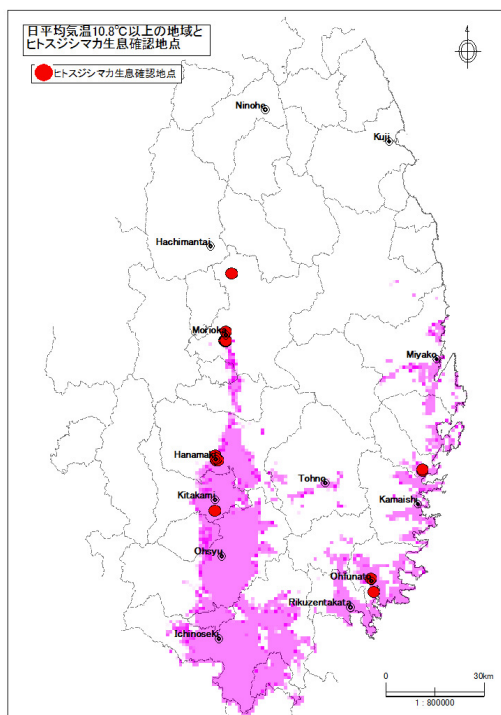 日平均気温10.8℃以上の地域と
ヒトスジシマカ生息確認地点
ヒトスジシマカ生息確認地点
4
Ninohe
Kuji
Hachimantai
Morioka
Miyako
Hanamaki
Tohno
Kitakami
Kamaishi
Ohsyu
Ohfunato
Rikuzentakata
Ichinoseki
0 30km
1 : 800000